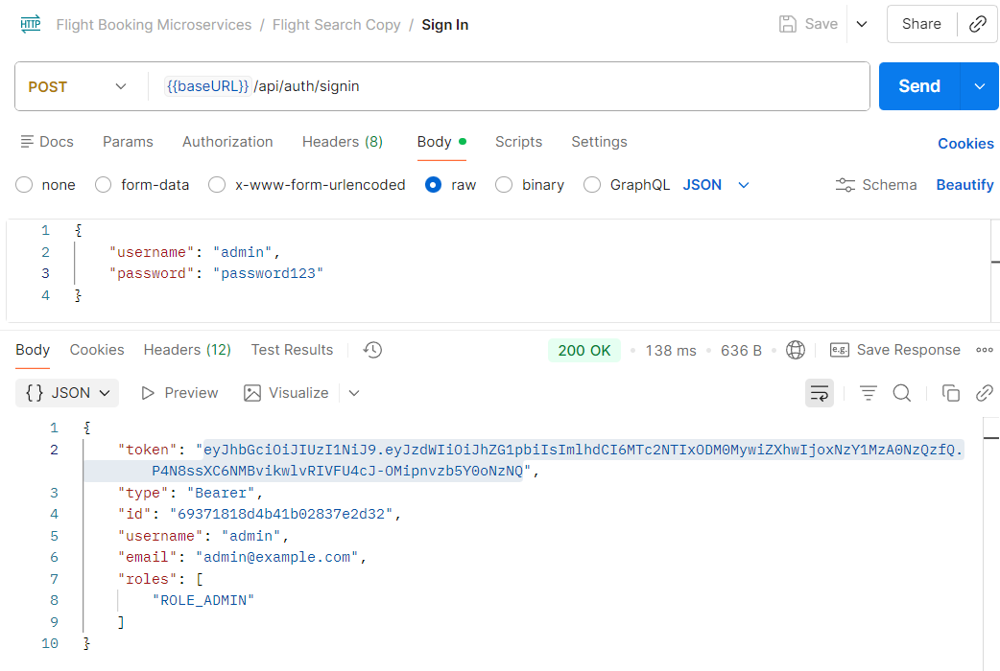 HTTP Flight Booking Microservices / Flight Search Copy / Sign In Save Share
POST {{baseURL}}/api/auth/signin Send
Docs Params Authorization Headers (8) Body Scripts Settings Cookies
none form-data x-www-form-urlencoded raw binary GraphQL JSON Schema Beautify
1 {
2 "username": "admin",
3 "password": "password123"
4 }
Body Cookies Headers (12) Test Results 200 OK • 138 ms • 636 B • e.g. Save Response
{} JSON Preview Visualize
1 {
2 "token": "eyJhbGciOiJIUzI1NiJ9.eyJzdWIiOiJhZG1pbiIsImlhdCI6MTc2NTIxODM0MywiZXhwIjoxNzY1MzA0NzQzfQ.
P4N8ssXC6NMBvikwlvRIVFU4cJ-OMipnvzb5Y0oNzNQ",
3 "type": "Bearer",
4 "id": "69371818d4b41b02837e2d32",
5 "username": "admin",
6 "email": "admin@example.com",
7 "roles": [
8 "ROLE_ADMIN"
9 ]
10 }